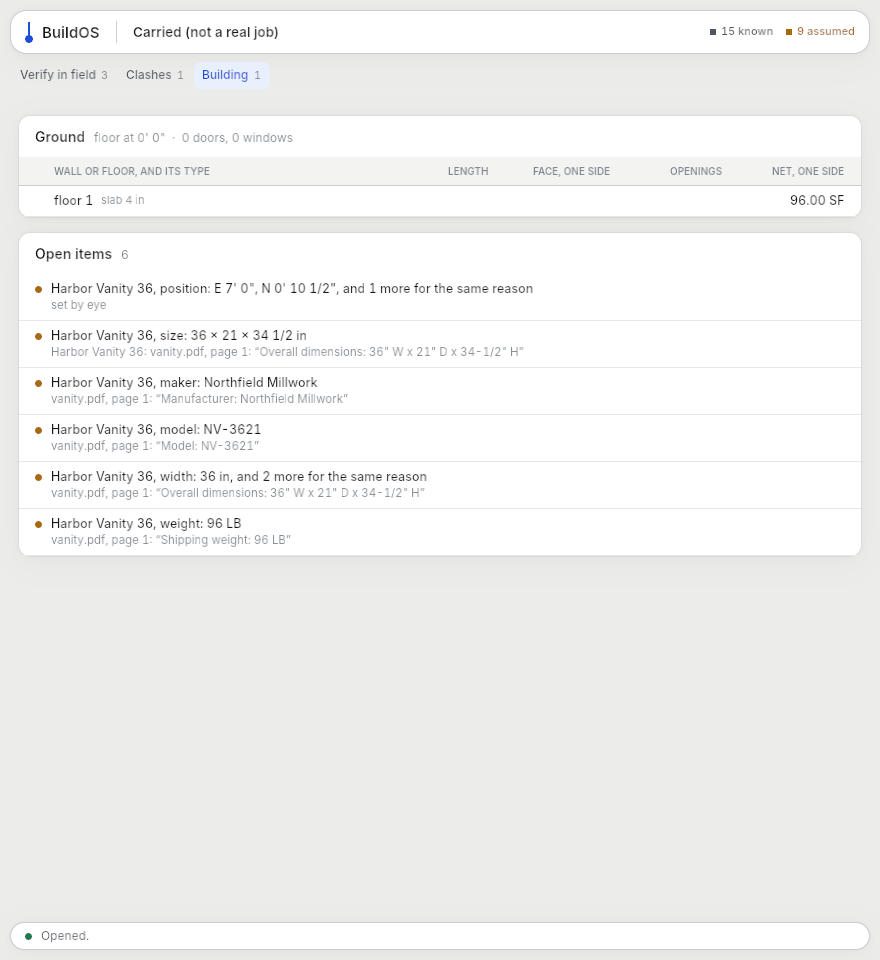 BuildOS
Carried (not a real job)
15 known
9 assumed
Verify in field 3
Clashes 1
Building 1
Ground floor at 0' 0" · 0 doors, 0 windows
WALL OR FLOOR, AND ITS TYPE LENGTH FACE, ONE SIDE OPENINGS NET, ONE SIDE
floor 1 slab 4 in 96.00 SF
Open items 6
Harbor Vanity 36, position: E 7' 0", N 0' 10 1/2", and 1 more for the same reason
set by eye
Harbor Vanity 36, size: 36 × 21 × 34 1/2 in
Harbor Vanity 36: vanity.pdf, page 1: “Overall dimensions: 36" W x 21" D x 34-1/2" H”
Harbor Vanity 36, maker: Northfield Millwork
vanity.pdf, page 1: “Manufacturer: Northfield Millwork”
Harbor Vanity 36, model: NV-3621
vanity.pdf, page 1: “Model: NV-3621”
Harbor Vanity 36, width: 36 in, and 2 more for the same reason
vanity.pdf, page 1: “Overall dimensions: 36" W x 21" D x 34-1/2" H”
Harbor Vanity 36, weight: 96 LB
vanity.pdf, page 1: “Shipping weight: 96 LB”
Opened.